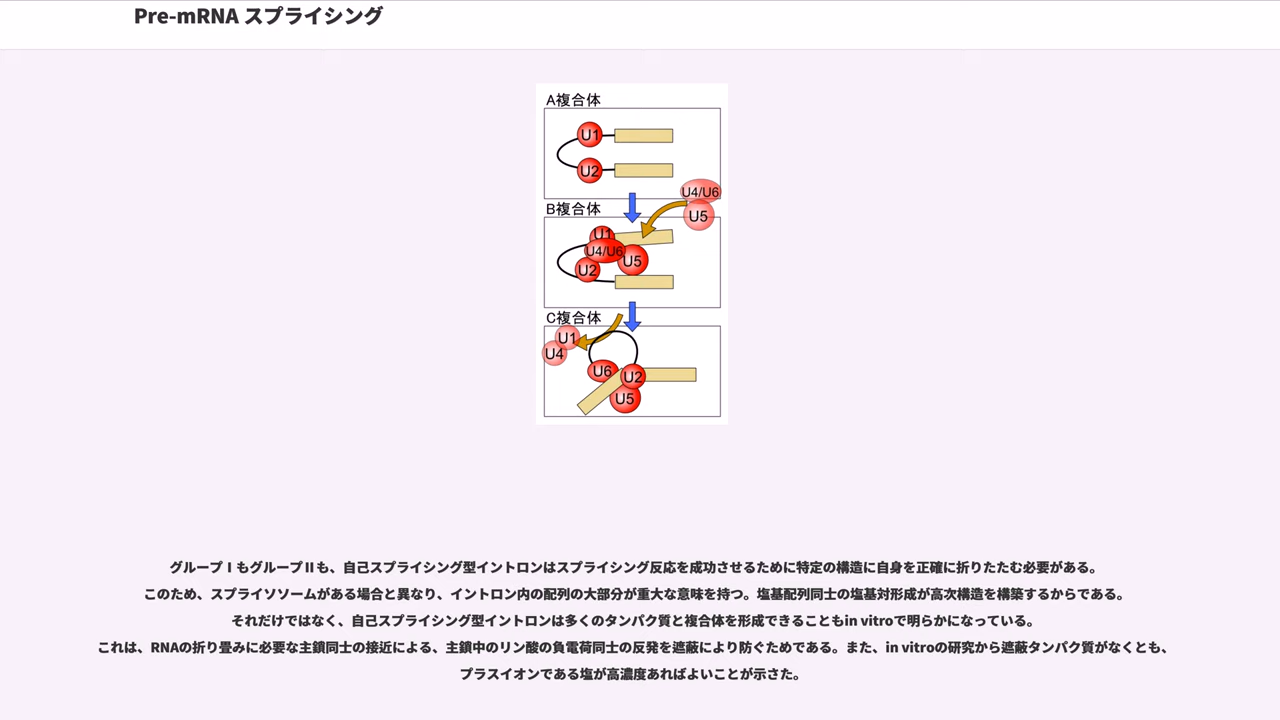 Pre-mRNA スプライシング
A複合体
U1
U2
U4/U6
U5
B複合体
U1
U4/U6
U5
U2
C複合体
U1
U4
U6
U2
U5
グループⅠもグループⅡも、自己スプライシング型イントロンはスプライシング反応を成功させるために特定の構造に自身を正確に折りたたむ必要がある。
このため、スプライソソームがある場合と異なり、イントロン内の配列の大部分が重大な意味を持つ。塩基配列同士の塩基対形成が高次構造を構築するからである。
それだけではなく、自己スプライシング型イントロンは多くのタンパク質と複合体を形成できることもin vitroで明らかになっている。
これは、RNAの折り畳みに必要な主鎖同士の接近による、主鎖中のリン酸の負電荷同士の反発を遮蔽により防ぐためである。また、in vitroの研究から遮蔽タンパク質がなくとも、
プラスイオンである塩が高濃度あればよいことが示さた。